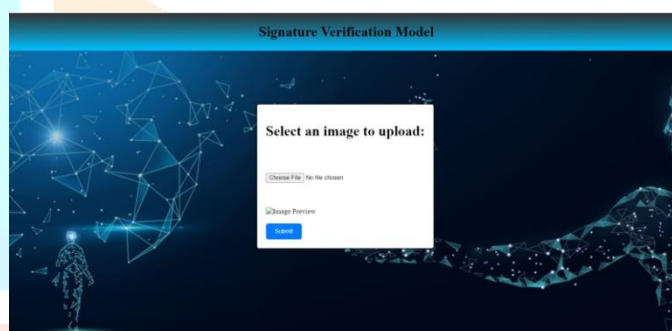 Signature Verification Model
Select an image to upload:
Choose File No file chosen
Image Preview
Submit